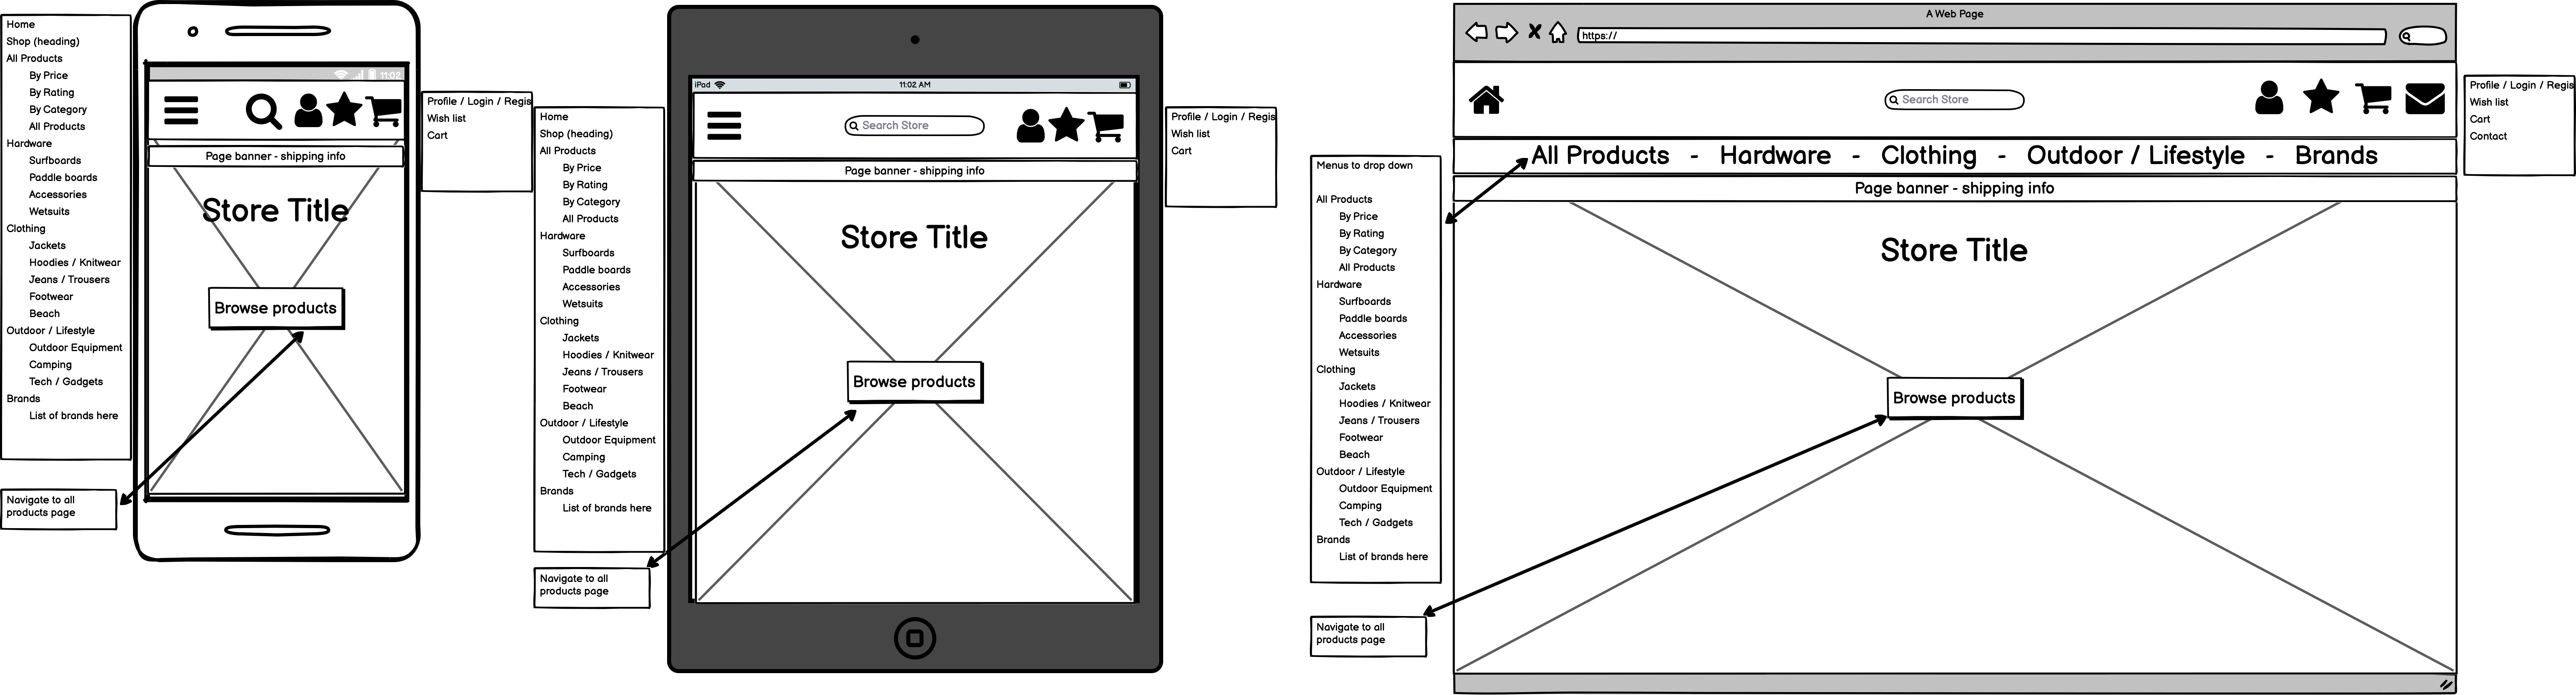 Home
Shop (heading)
All Products
By Price
By Rating
By Category
All Products
Hardware
Surfboards
Paddle boards
Accessories
Wetsuits
Clothing
Jackets
Hoodies / Knitwear
Jeans / Trousers
Footwear
Beach
Outdoor / Lifestyle
Outdoor Equipment
Camping
Tech / Gadgets
Brands
List of brands here
Navigate to all
products page
11:02
Page banner - shipping info
Store Title
Browse products
Profile / Login / Regis
Wish list
Cart
Home
Shop (heading)
All Products
By Price
By Rating
By Category
All Products
Hardware
Surfboards
Paddle boards
Accessories
Wetsuits
Clothing
Jackets
Hoodies / Knitwear
Jeans / Trousers
Footwear
Beach
Outdoor / Lifestyle
Outdoor Equipment
Camping
Tech / Gadgets
Brands
List of brands here
Navigate to all
products page
iPad 11:02 AM
Search Store
Page banner - shipping info
Store Title
Browse products
Profile / Login / Regis
Wish list
Cart
Menus to drop down
All Products
By Price
By Rating
By Category
All Products
Hardware
Surfboards
Paddle boards
Accessories
Wetsuits
Clothing
Jackets
Hoodies / Knitwear
Jeans / Trousers
Footwear
Beach
Outdoor / Lifestyle
Outdoor Equipment
Camping
Tech / Gadgets
Brands
List of brands here
Navigate to all
products page
A Web Page
https://
Search Store
All Products - Hardware - Clothing - Outdoor / Lifestyle - Brands
Page banner - shipping info
Store Title
Browse products
Profile / Login / Regis
Wish list
Cart
Contact